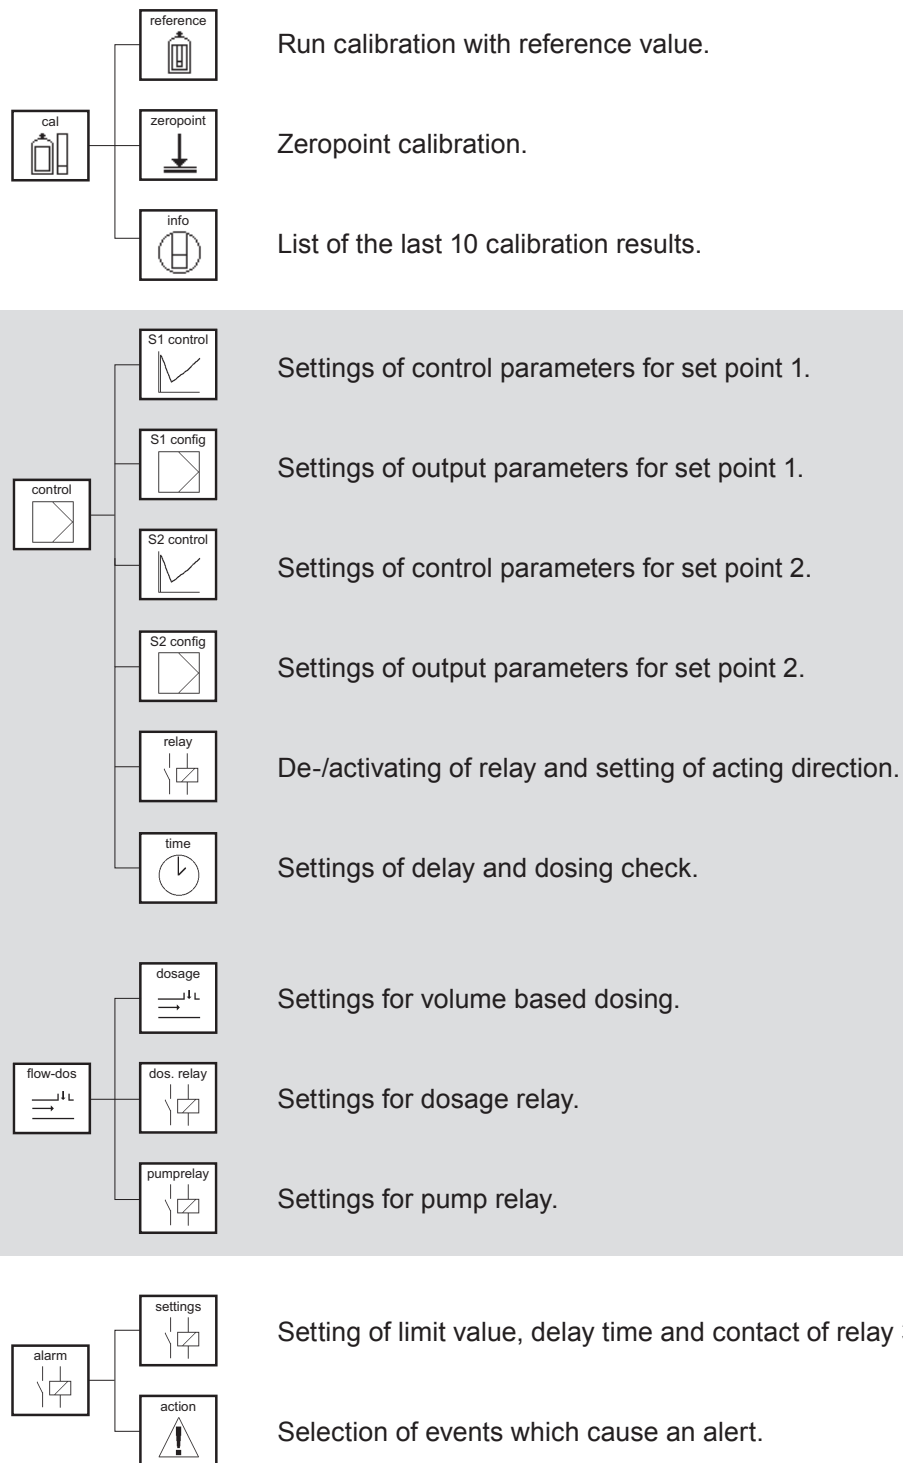 reference
Run calibration with reference value.
cal
zeropoint
Zeropoint calibration.
info
List of the last 10 calibration results.
S1 control
Settings of control parameters for set point 1.
S1 config
Settings of output parameters for set point 1.
control
S2 control
Settings of control parameters for set point 2.
S2 config
Settings of output parameters for set point 2.
relay
De-/activating of relay and setting of acting direction.
time
Settings of delay and dosing check.
dosage
Settings for volume based dosing.
flow-dos
dos. relay
Settings for dosage relay.
pumprelay
Settings for pump relay.
settings
Setting of limit value, delay time and contact of relay
alarm
action
Selection of events which cause an alert.